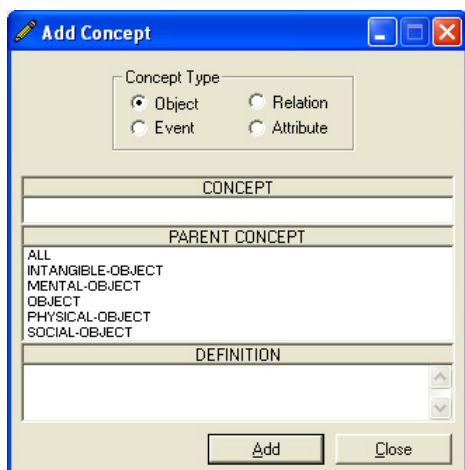 Add Concept
Concept Type
Object Relation
Event Attribute
CONCEPT
PARENT CONCEPT
ALL
INTANGIBLE-OBJECT
MENTAL-OBJECT
OBJECT
PHYSICAL-OBJECT
SOCIAL-OBJECT
DEFINITION
Add Close